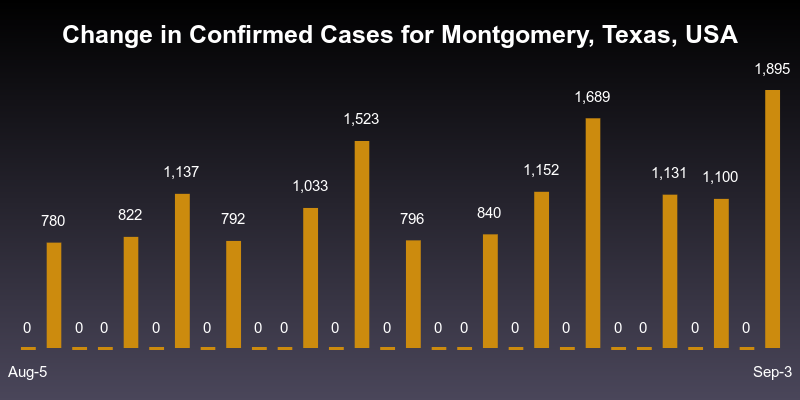 Change in Confirmed Cases for Montgomery, Texas, USA
0 780 0 0 822 0 1,137 0 792 0 0 1,033 0 1,523 0 796 0 0 840 0 1,152 0 1,689 0 0 1,131 0 1,100 0 1,895
Aug-5 Sep-3